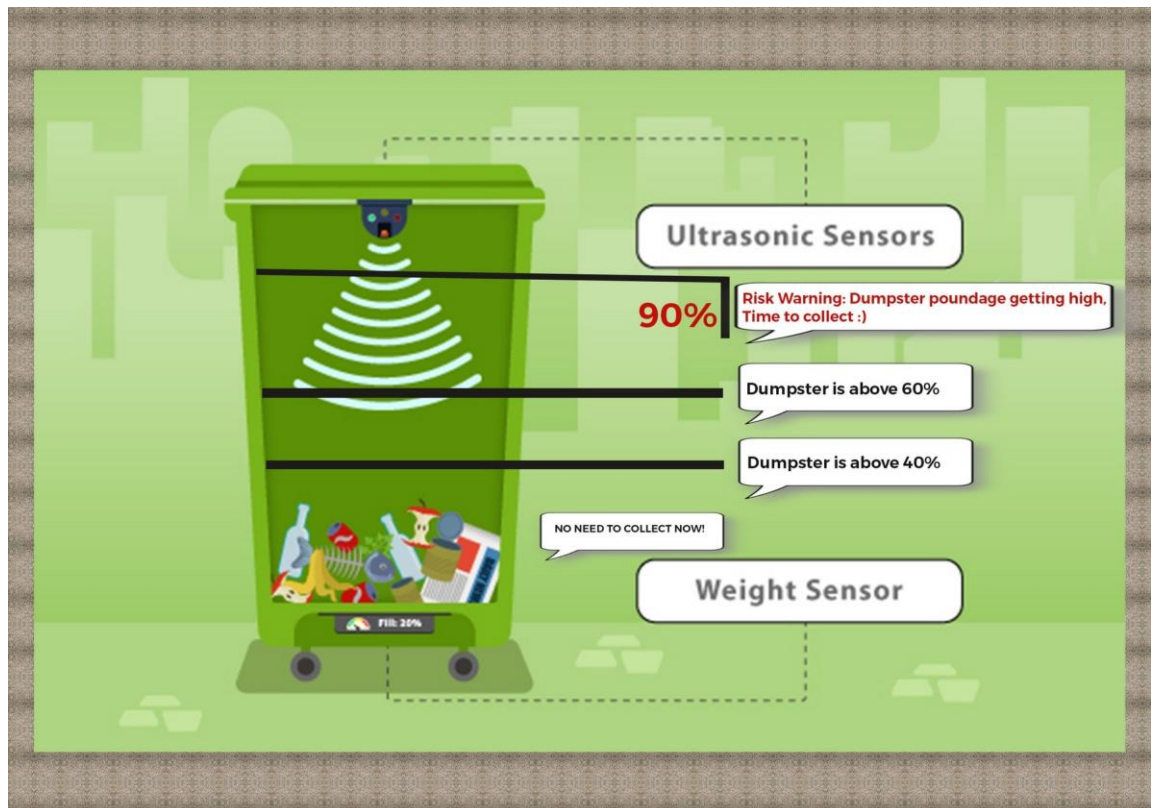 Ultrasonic Sensors
Risk Warning: Dumpster poundage getting high,
Time to collect :)
90%
Dumpster is above 60%
Dumpster is above 40%
NO NEED TO COLLECT NOW!
DAILY
Weight Sensor
Fill: 20%